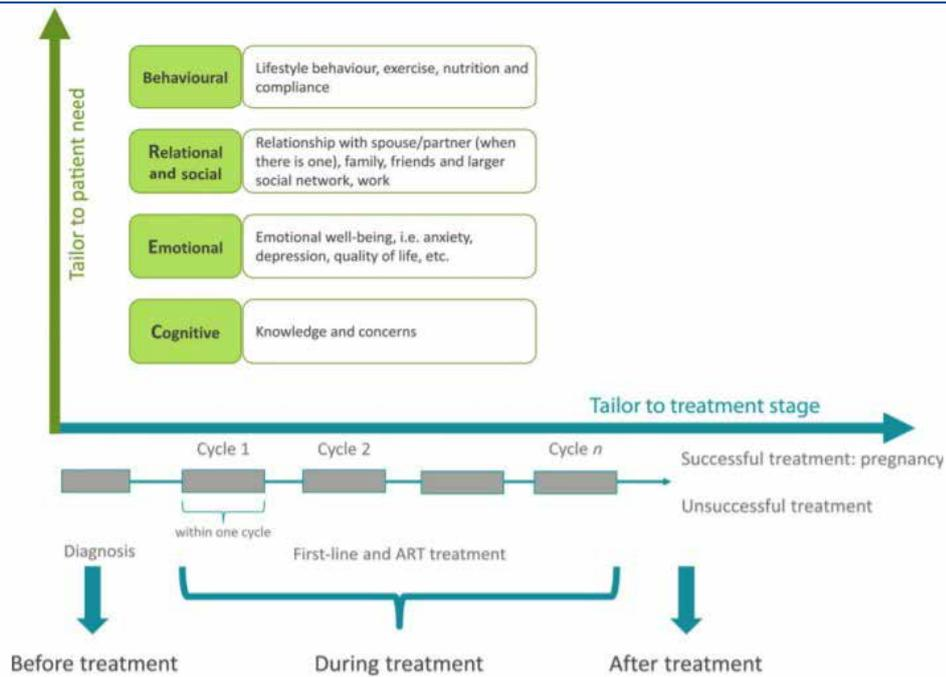 Tailor to patient need
Behavioural
Lifestyle behaviour, exercise, nutrition and
compliance
Relational
and social
Relationship with spouse/partner (when
there is one), family, friends and larger
social network, work
Emotional
Emotional well-being, i.e. anxiety,
depression, quality of life, etc.
Cognitive
Knowledge and concerns
Tailor to treatment stage
Cycle 1
Cycle 2
Cycle n
Successful treatment: pregnancy
Unsuccessful treatment
within one cycle
Diagnosis
First-line and ART treatment
Before treatment
During treatment
After treatment